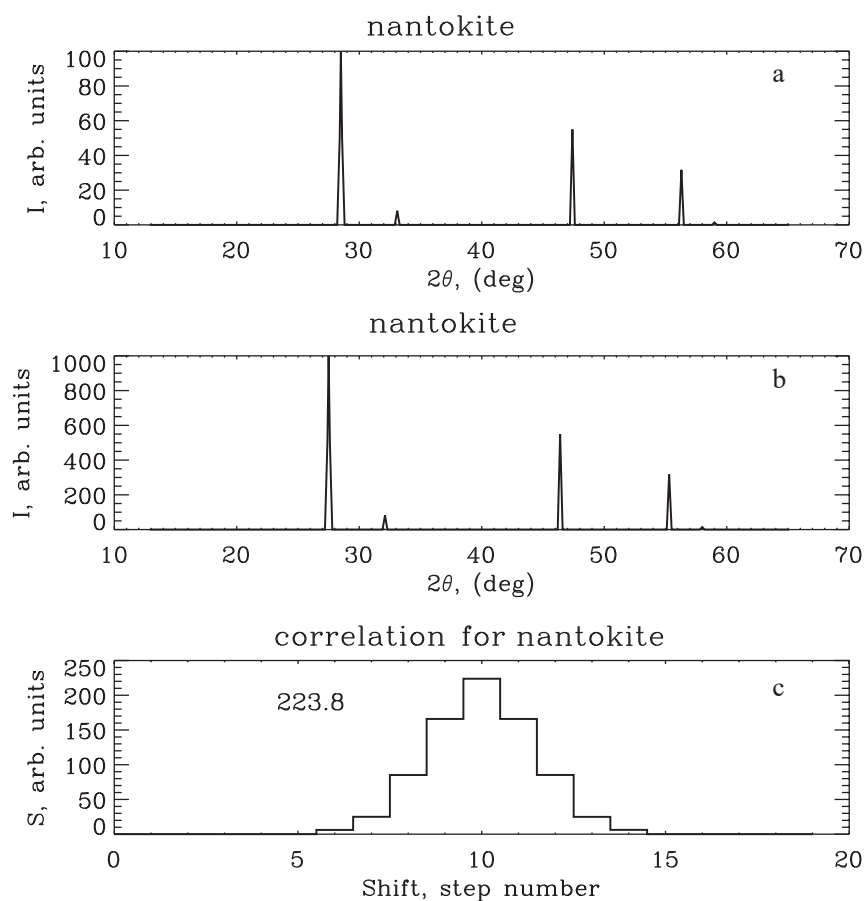 nantokite
a
I, arb. units
100
80
60
40
20
0
10 20 30 40 50 60 70
2θ, (deg)
nantokite
b
I, arb. units
1000
800
600
400
200
0
10 20 30 40 50 60 70
2θ, (deg)
correlation for nantokite
223.8
c
S, arb. units
250
200
150
100
50
0
0 5 10 15 20
Shift, step number